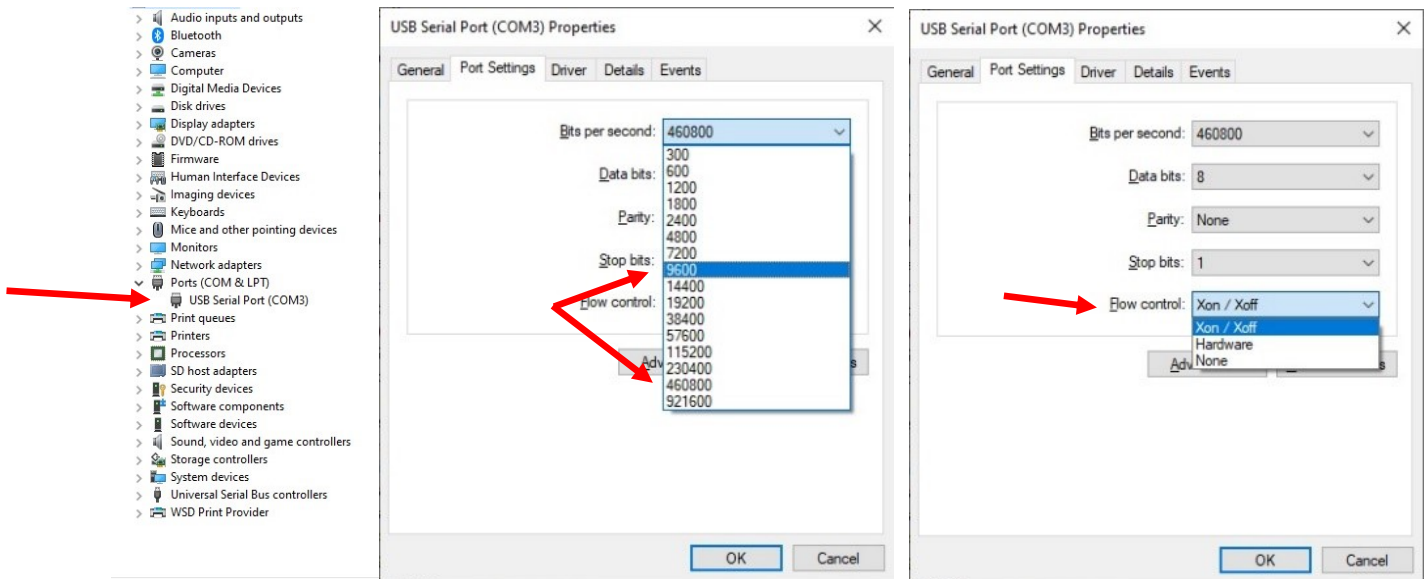 Audio inputs and outputs
Bluetooth
Cameras
Computer
Digital Media Devices
Disk drives
Display adapters
DVD/CD-ROM drives
Firmware
Human Interface Devices
Imaging devices
Keyboards
Mice and other pointing devices
Monitors
Network adapters
Ports (COM & LPT)
USB Serial Port (COM3)
Print queues
Printers
Processors
SD host adapters
Security devices
Software components
Software devices
Sound, video and game controllers
Storage controllers
System devices
Universal Serial Bus controllers
WSD Print Provider
USB Serial Port (COM3) Properties
General Port Settings Driver Details Events
Bits per second: 460800
300
Data bits: 600
1200
1800
Parity: 2400
4800
7200
Stop bits: 9600
14400
Flow control: 19200
38400
57600
115200
230400
460800
921600
OK Cancel
USB Serial Port (COM3) Properties
General Port Settings Driver Details Events
Bits per second: 460800
Data bits: 8
Parity: None
Stop bits: 1
Flow control: Xon / Xoff
Xon / Xoff
Hardware
None
OK Cancel